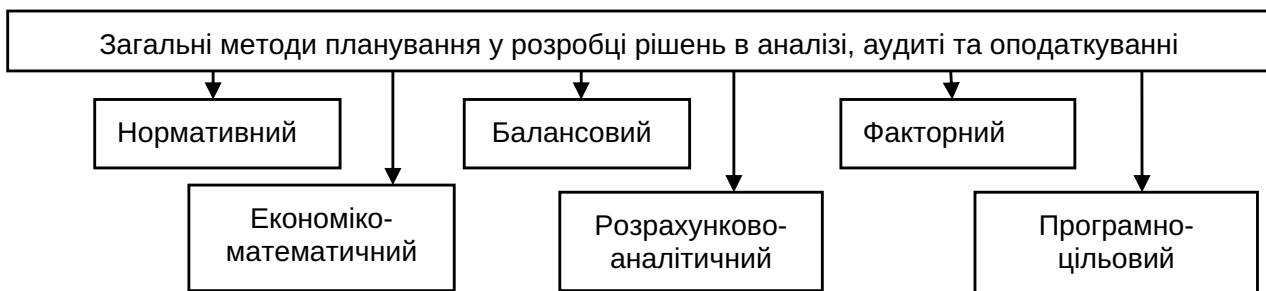 Загальні методи планування у розробці рішень в аналізі, аудиті та оподаткуванні
Нормативний
Балансовий
Факторний
Економіко-
математичний
Розрахунково-
аналітичний
Програмно-
цільовий